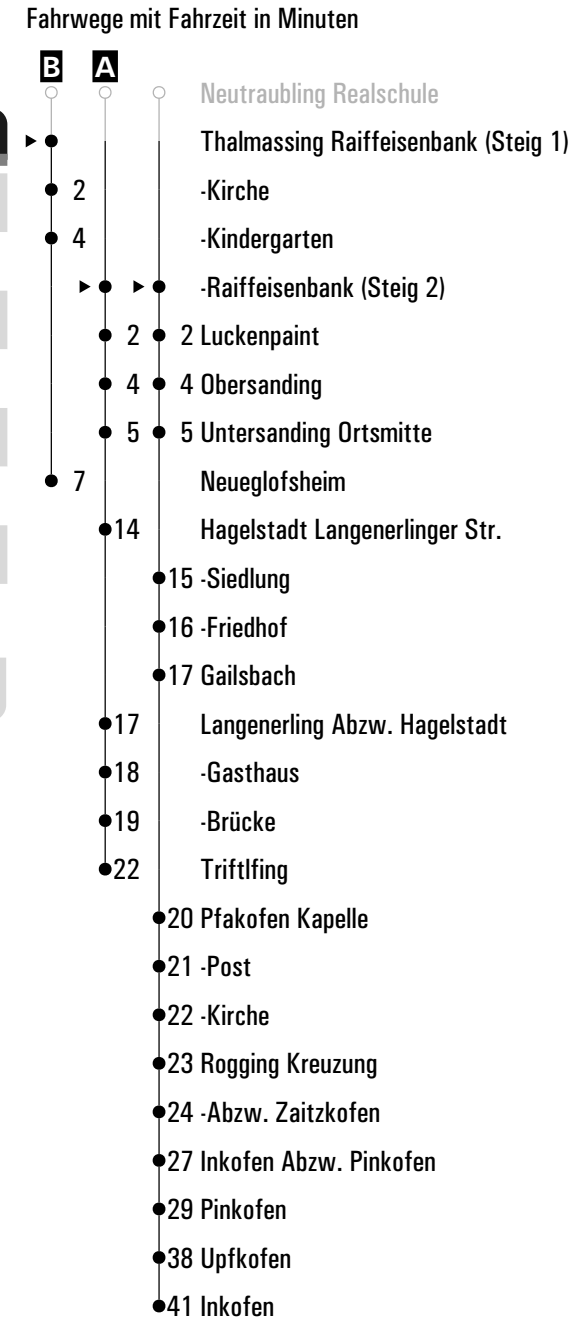 Fahrwege mit Fahrzeit in Minuten
B A
Neutraubling Realschule
Thalmassing Raiffeisenbank (Steig 1)
2 -Kirche
4 -Kindergarten
-Raiffeisenbank (Steig 2)
2 2 Luckenpaint
4 4 Obersanding
5 5 Untersanding Ortsmitte
7 Neueglofsheim
14 Hagelstadt Langenerlinger Str.
15 -Siedlung
16 -Friedhof
17 Gailsbach
17 Langenerling Abzw. Hagelstadt
18 -Gasthaus
19 -Brücke
22 Triftlfing
20 Pfakofen Kapelle
21 -Post
22 -Kirche
23 Rogging Kreuzung
24 -Abzw. Zaitzkofen
27 Inkofen Abzw. Pinkofen
29 Pinkofen
38 Upfkofen
41 Inkofen